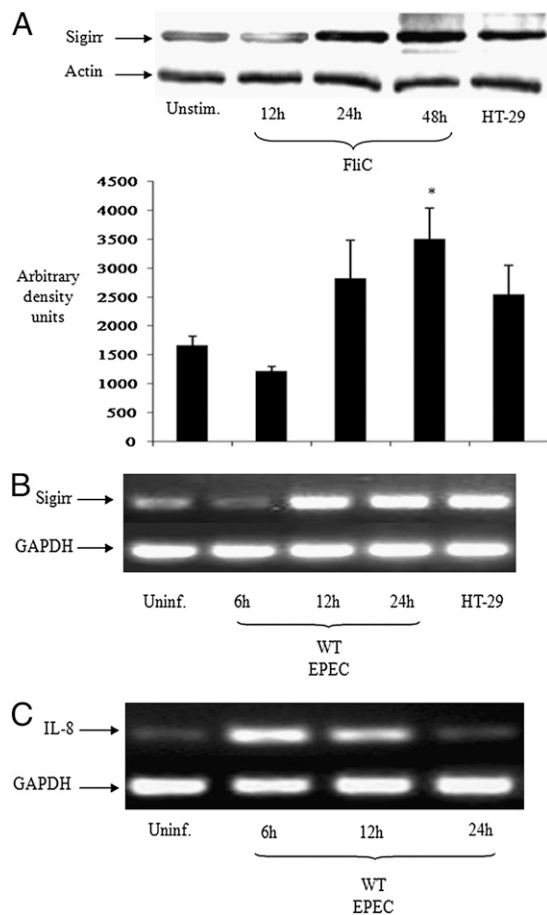 A
Sigirr
Actin
Unstim. 12h 24h 48h HT-29
FliC
4500
4000
3500
3000
2500
2000
1500
1000
500
0
Arbitrary
density
units
*
B
Sigirr
GAPDH
Uninf. 6h 12h 24h HT-29
WT
EPEC
C
IL-8
GAPDH
Uninf. 6h 12h 24h
WT
EPEC